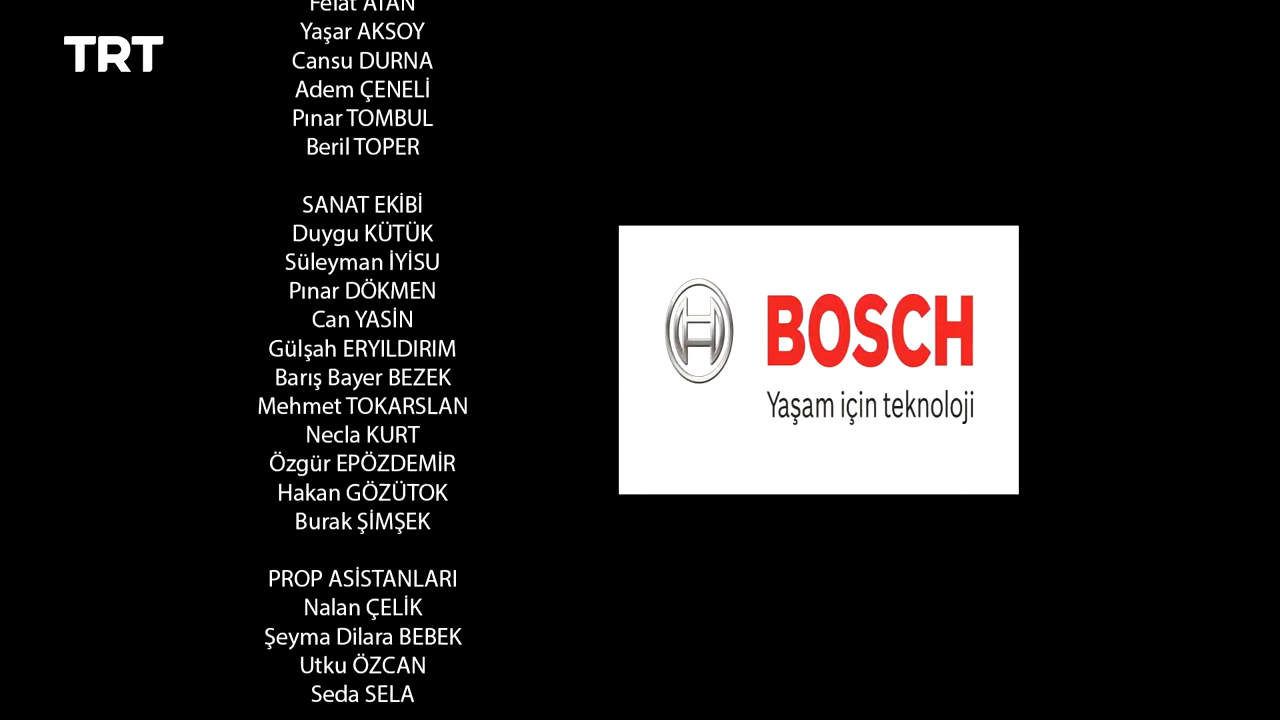 TRT
Felat ATAN
Yaşar AKSOY
Cansu DURNA
Adem ÇENELİ
Pınar TOMBUL
Beril TOPER
SANAT EKİBİ
Duygu KÜTÜK
Süleyman İYİSU
Pınar DÖKMEN
Can YASİN
Gülşah ERYILDIRIM
Barış Bayer BEZEK
Mehmet TOKARSLAN
Necla KURT
Özgür EPÖZDEMİR
Hakan GÖZÜTOK
Burak ŞİMŞEK
PROP ASİSTANLARI
Nalan ÇELİK
Şeyma Dilara BEBEK
Utku ÖZCAN
Seda SELA
BOSCH
Yaşam için teknoloji